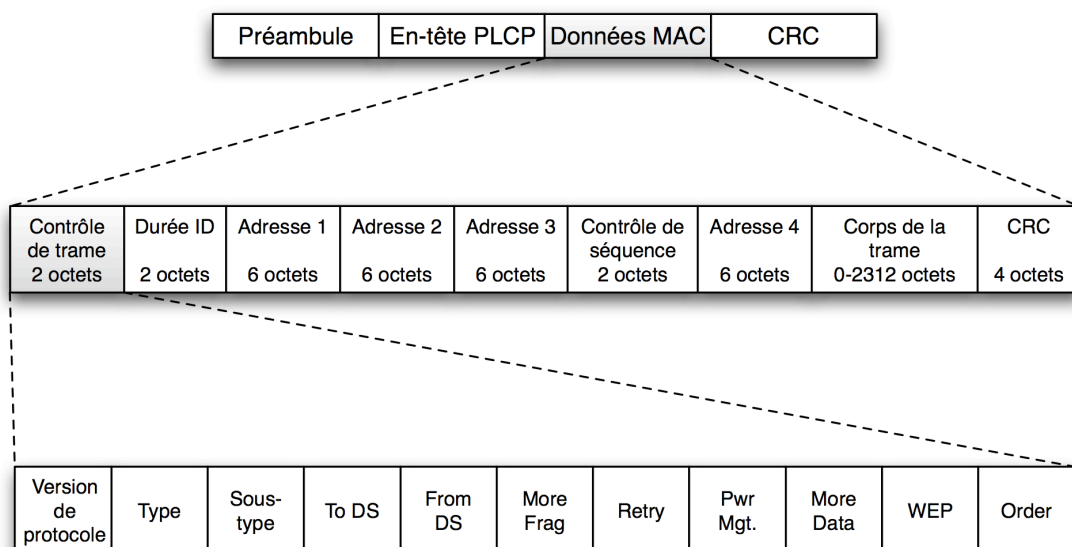 Préambule
En-tête PLCP
Données MAC
CRC
Contrôle
de trame
2 octets
Durée ID
2 octets
Adresse 1
6 octets
Adresse 2
6 octets
Adresse 3
6 octets
Contrôle de
séquence
2 octets
Adresse 4
6 octets
Corps de la
trame
0-2312 octets
CRC
4 octets
Version
de
protocole
Type
Sous-
type
To DS
From
DS
More
Frag
Retry
Pwr
Mgt.
More
Data
WEP
Order